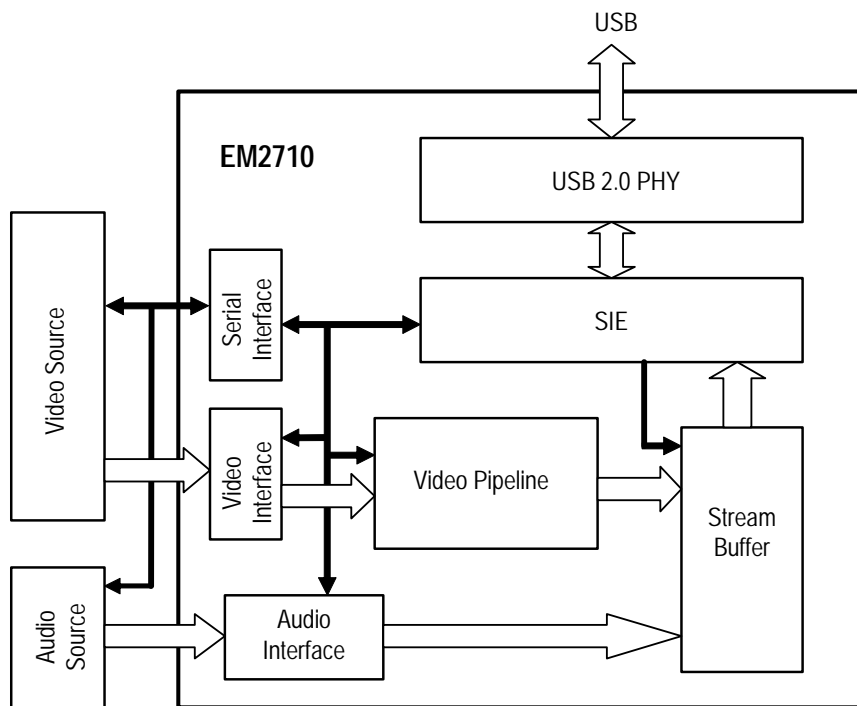 USB
EM2710
USB 2.0 PHY
SIE
Serial
Interface
Video Source
Video
Interface
Video Pipeline
Stream
Buffer
Audio
Source
Audio
Interface